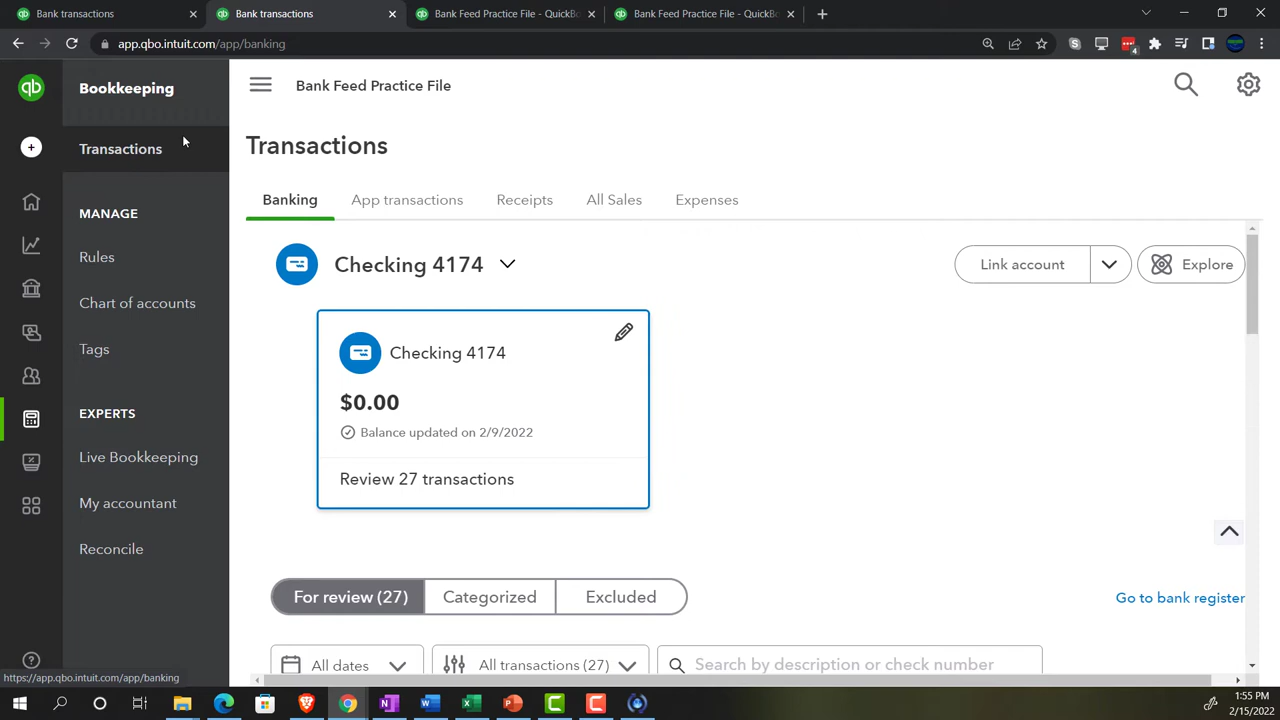 Bank transactions
Bank transactions
Bank Feed Practice File - QuickBo
Bank Feed Practice File - QuickBo
app.qbo.intuit.com/app/banking
4
qb
Bookkeeping
Bank Feed Practice File
Transactions
Transactions
Banking
App transactions
Receipts
All Sales
Expenses
MANAGE
Rules
Chart of accounts
Tags
EXPERTS
Live Bookkeeping
My accountant
Reconcile
Checking 4174
Link account
Explore
Checking 4174
$0.00
Balance updated on 2/9/2022
Review 27 transactions
For review (27)
Categorized
Excluded
Go to bank register
All dates
All transactions (27)
Search by description or check number
https://app.qbo.intuit.com/app/banking
1:55 PM
2/15/2022